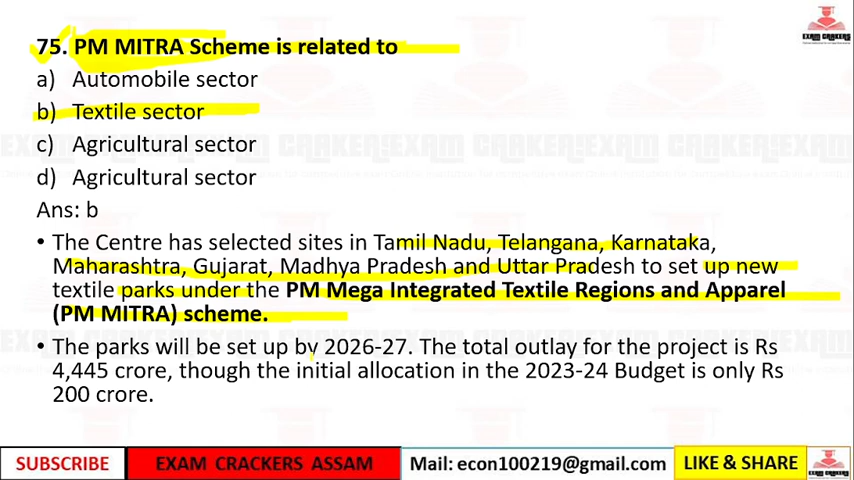 75. PM MITRA Scheme is related to
a) Automobile sector
b) Textile sector
c) Agricultural sector
d) Agricultural sector
Ans: b
• The Centre has selected sites in Tamil Nadu, Telangana, Karnataka,
Maharashtra, Gujarat, Madhya Pradesh and Uttar Pradesh to set up new
textile parks under the PM Mega Integrated Textile Regions and Apparel
(PM MITRA) scheme.
• The parks will be set up by 2026-27. The total outlay for the project is Rs
4,445 crore, though the initial allocation in the 2023-24 Budget is only Rs
200 crore.
SUBSCRIBE EXAM CRACKERS ASSAM Mail: econ100219@gmail.com LIKE & SHARE